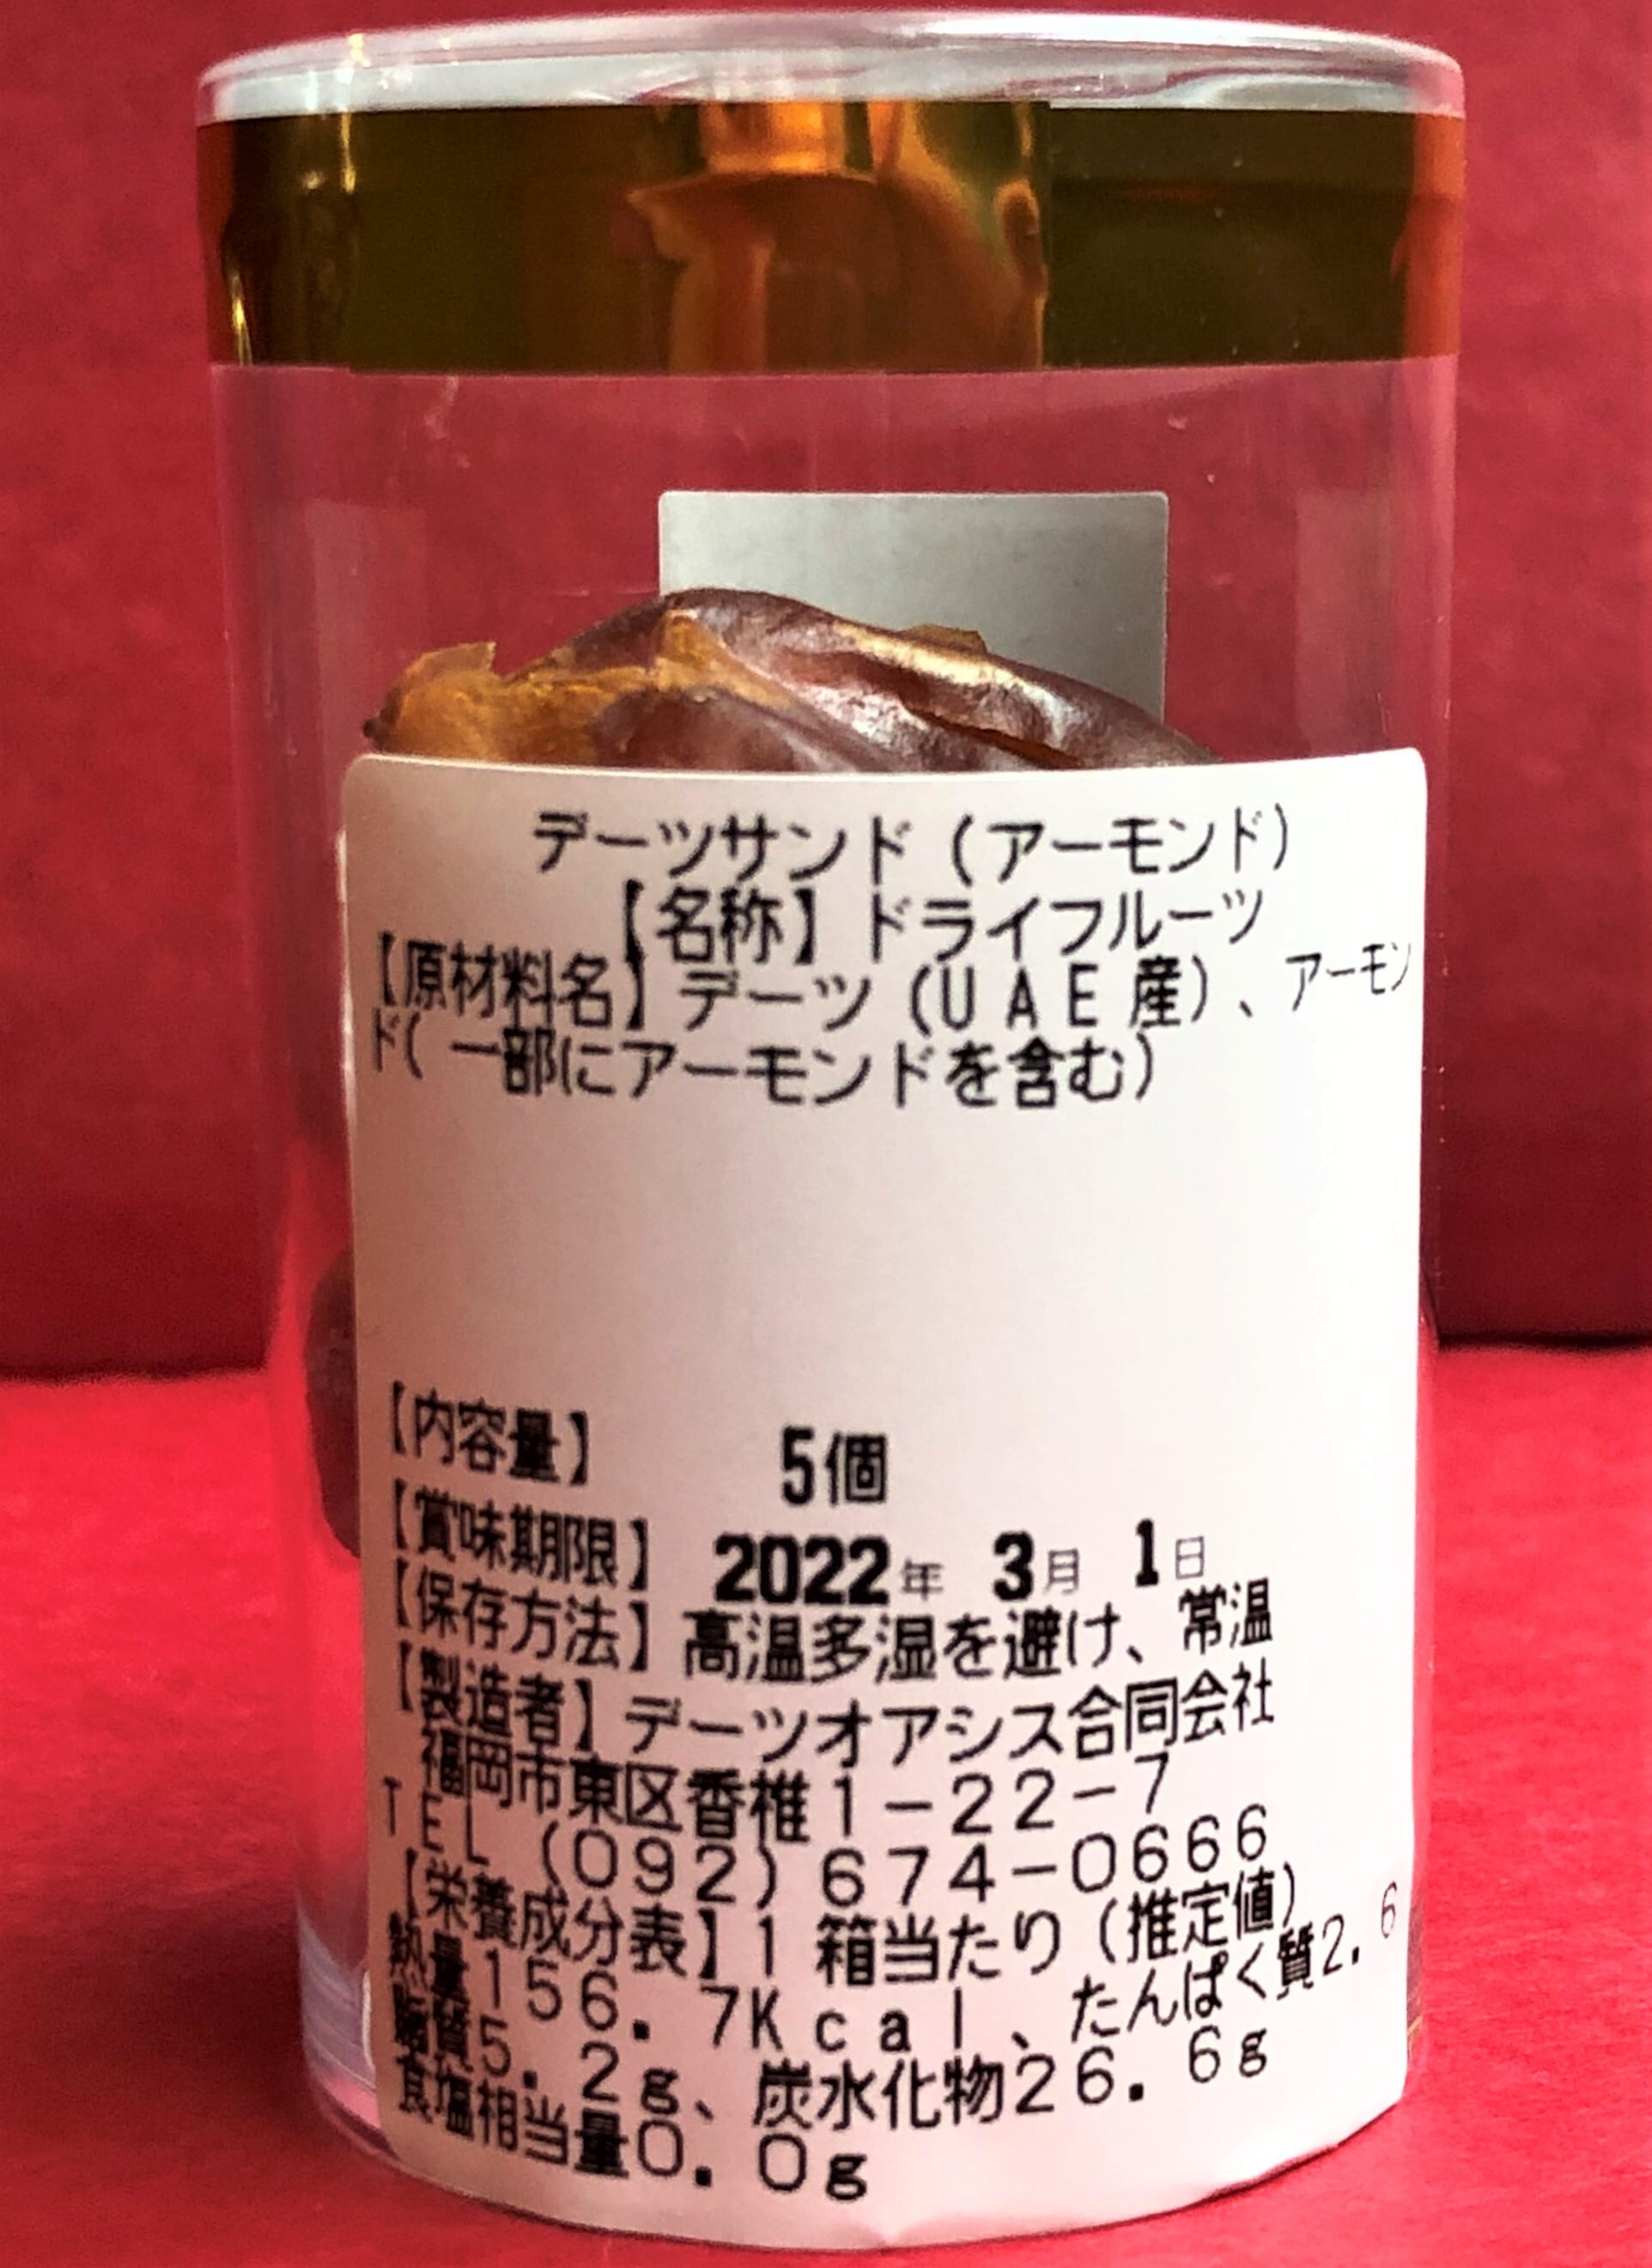 デーツサンド（アーモンド）
【名称】ドライフルーツ
【原材料名】デーツ（UAE産）、アーモン
ド（一部にアーモンドを含む）
【内容量】 5個
【賞味期限】 2022年 3月 1日
【保存方法】高温多湿を避け、常温
【製造者】デーツオアシス合同会社
福岡市東区香椎1-22-7
TEL（092）674-0666
【栄養成分表】1箱当たり（推定値）
熱量156.7Kcal、たんぱく質2.6
脂質5.2g、炭水化物26.6g
食塩相当量0.0g